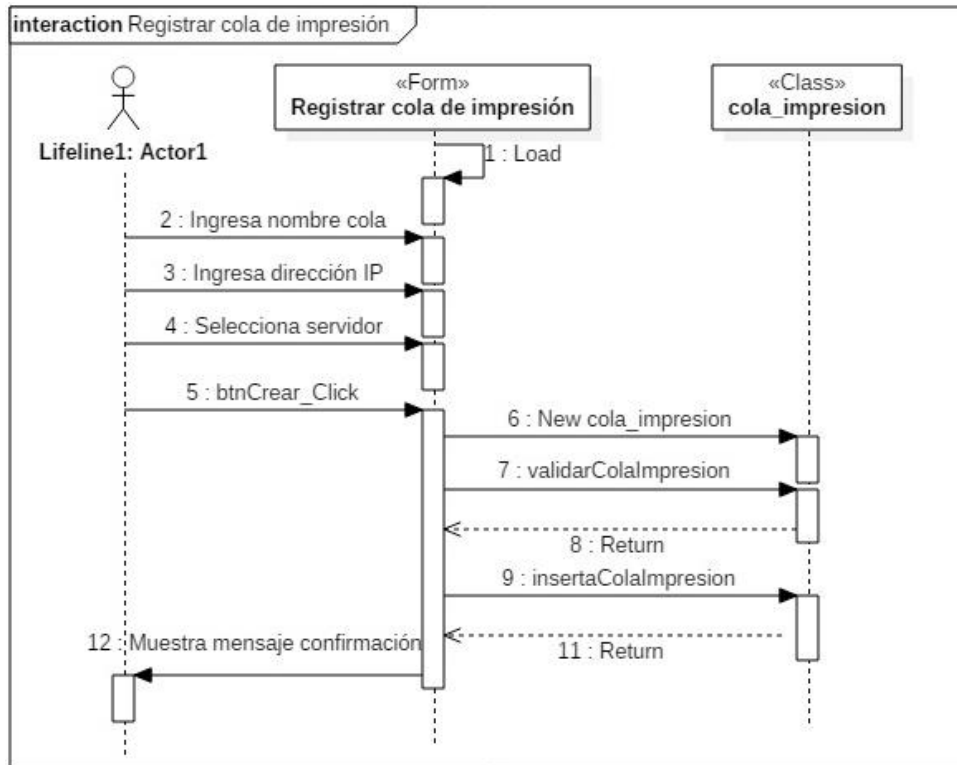 interaction Registrar cola de impresión
«Form»
Registrar cola de impresión
«Class»
cola_impresion
Lifeline1: Actor1
1 : Load
2 : Ingresa nombre cola
3 : Ingresa dirección IP
4 : Selecciona servidor
5 : btnCrear_Click
6 : New cola_impresion
7 : validarColaImpresion
8 : Return
9 : insertaColaImpresion
12 : Muestra mensaje confirmación
11 : Return